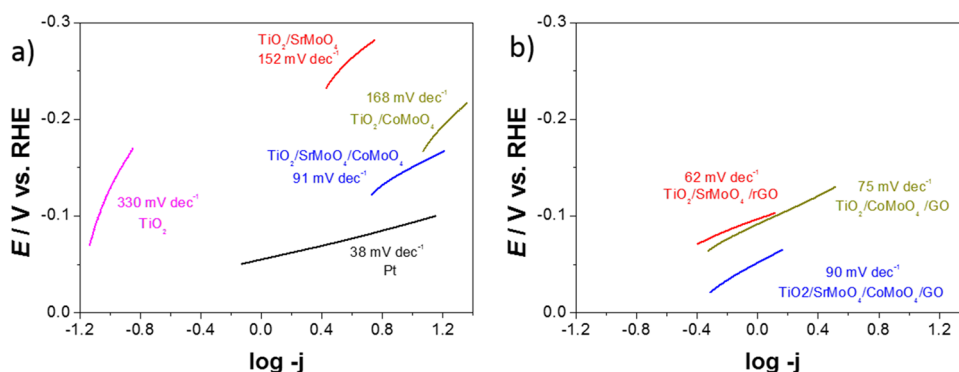 a)
E / V vs. RHE
-0.3
-0.2
-0.1
0.0
-1.2 -0.8 -0.4 0.0 0.4 0.8 1.2
log -j
TiO₂/SrMoO₄
152 mV dec⁻¹
168 mV dec⁻¹
TiO₂/CoMoO₄
TiO₂/SrMoO₄/CoMoO₄
91 mV dec⁻¹
330 mV dec⁻¹
TiO₂
38 mV dec⁻¹
Pt
b)
E / V vs. RHE
-0.3
-0.2
-0.1
0.0
-1.2 -0.8 -0.4 0.0 0.4 0.8 1.2
log -j
62 mV dec⁻¹
TiO₂/SrMoO₄ /rGO
75 mV dec⁻¹
TiO₂/CoMoO₄ /GO
90 mV dec⁻¹
TiO2/SrMoO₄/CoMoO₄/GO